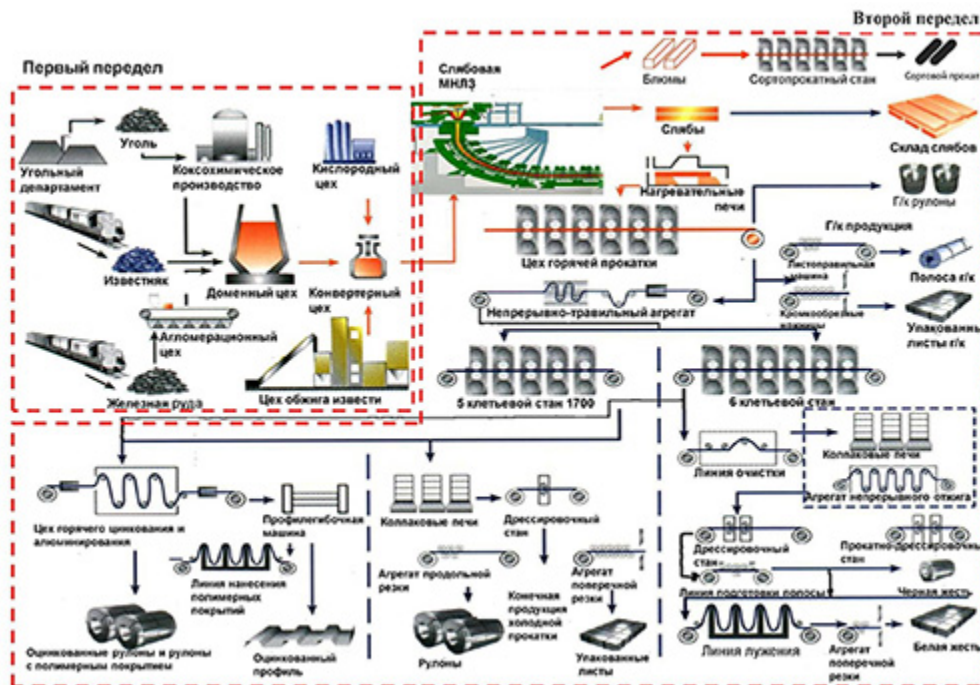 Второй передел
Первый передел
Слябовая
МНЛЗ
Блюмы
Сортопрокатный стан
Сортовой прокат
Уголь
Угольный
департамент
Коксохимическое
производство
Кислородный
цех
Слябы
Склад слябов
Нагревательные
печи
Г/к рулоны
Известняк
Доменный цех
Конвертерный
цех
Цех горячей прокатки
Г/к продукция
Листоправильная
машина
Полоса г/к
Агломерационный
цех
Непрерывно-травильный агрегат
Кромкообрезные
ножницы
Упакованные
листы г/к
Железная руда
Цех обжига извести
5 клетьевой стан 1700
6 клетьевой стан
Линия очистки
Колпаковые печи
Агрегат непрерывного отжига
Цех горячего цинкования и
алюминирования
Профилегибочная
машина
Колпаковые печи
Дрессировочный
стан
Дрессировочный
стан
Прокатно-дрессировочный
стан
Линия нанесения
полимерных
покрытий
Агрегат продольной
резки
Агрегат
поперечной
резки
Линия подготовки полосы
Черная жесть
Конечная
продукция
холодной
прокатки
Оцинкованные рулоны и рулоны
с полимерным покрытием
Оцинкованный
профиль
Рулоны
Упакованные листы
Линия лужения
Агрегат
поперечной
резки
Белая жесть